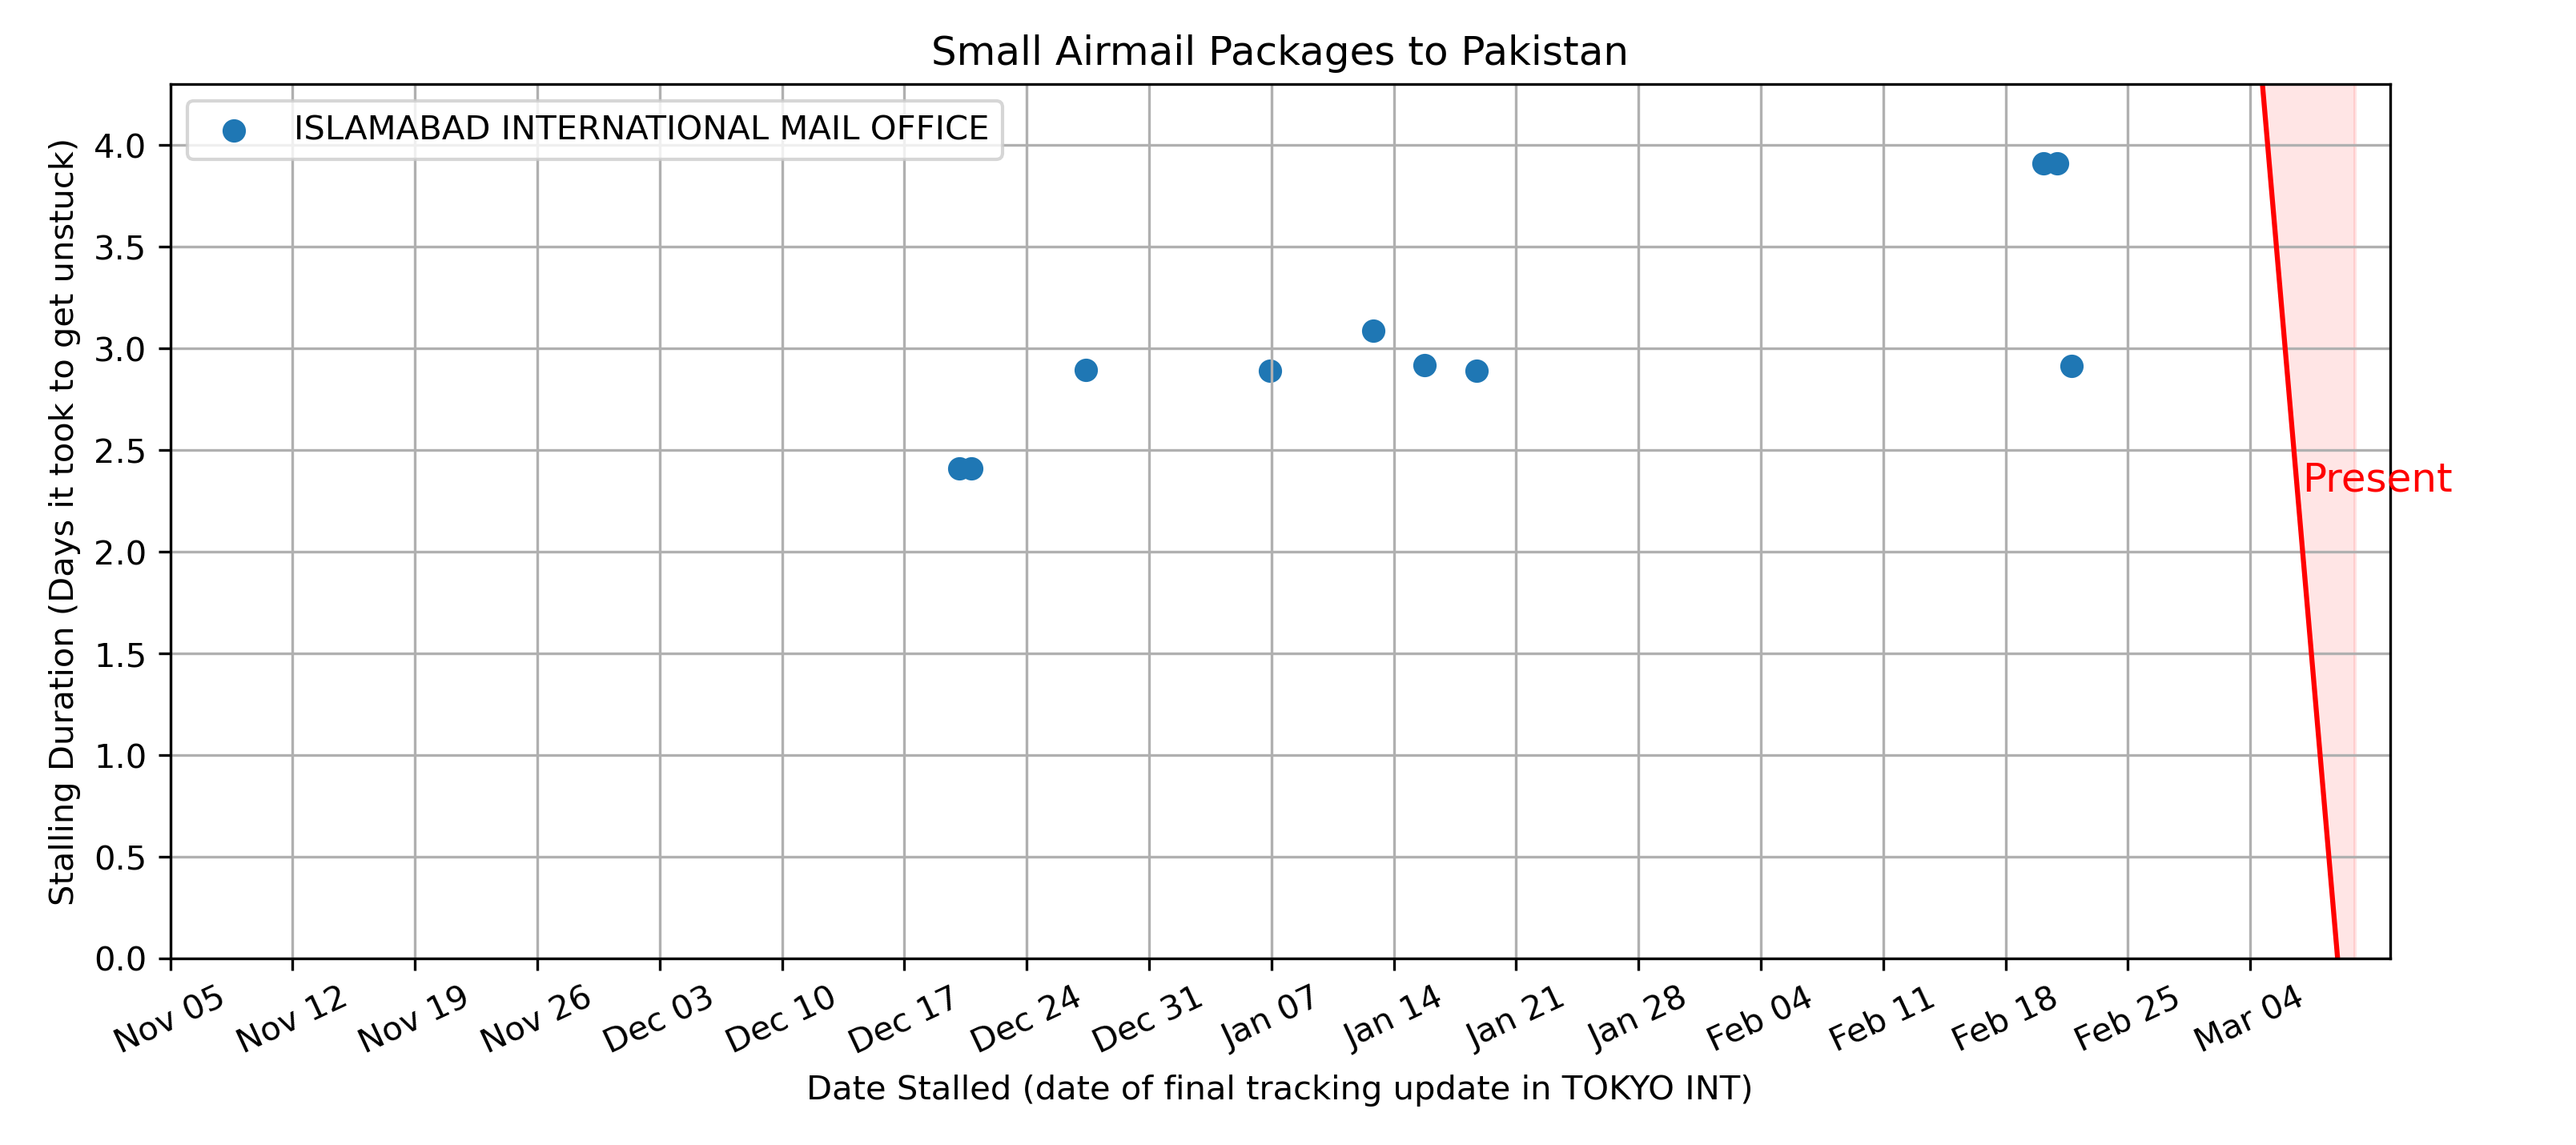 Small Airmail Packages to Pakistan
ISLAMABAD INTERNATIONAL MAIL OFFICE
Stalling Duration (Days it took to get unstuck)
4.0
3.5
3.0
2.5
2.0
1.5
1.0
0.5
0.0
Present
Nov 05
Nov 12
Nov 19
Nov 26
Dec 03
Dec 10
Dec 17
Dec 24
Dec 31
Jan 07
Jan 14
Jan 21
Jan 28
Feb 04
Feb 11
Feb 18
Feb 25
Mar 04
Date Stalled (date of final tracking update in TOKYO INT)